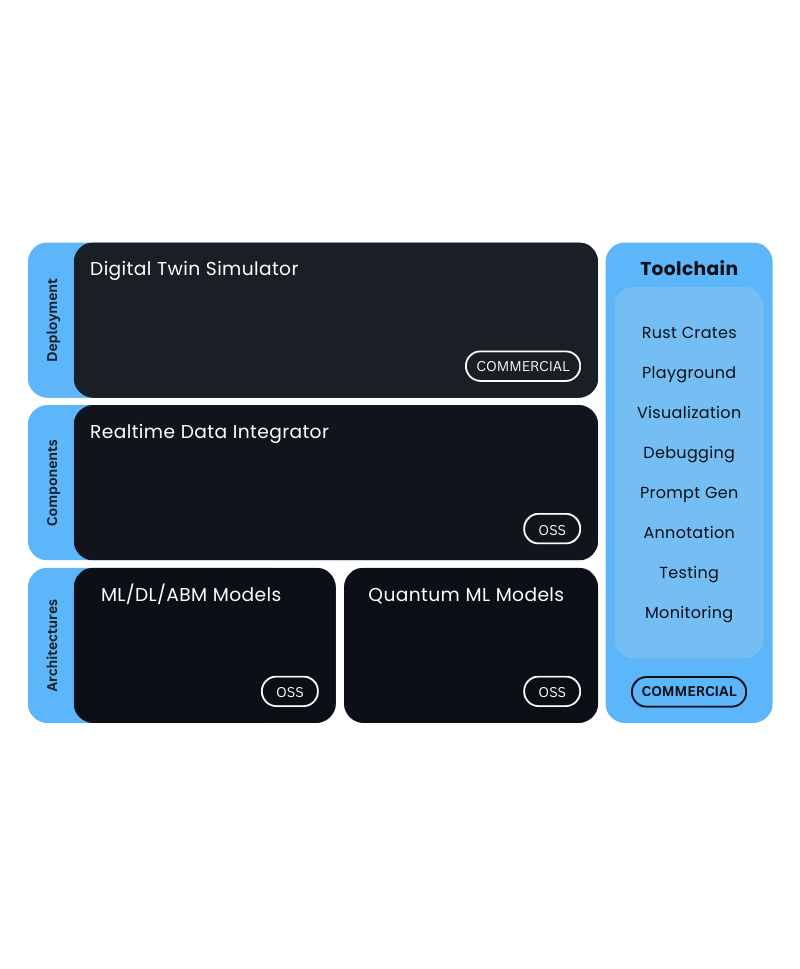 Deployment
Digital Twin Simulator
COMMERCIAL
Components
Realtime Data Integrator
OSS
Architectures
ML/DL/ABM Models
OSS
Quantum ML Models
OSS
Toolchain
Rust Crates
Playground
Visualization
Debugging
Prompt Gen
Annotation
Testing
Monitoring
COMMERCIAL